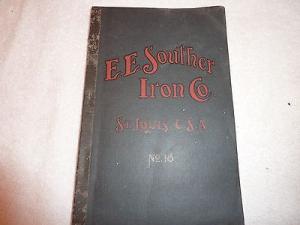 E.E. Souther
Iron Co.
St. Louis, U.S.A.
No. 16